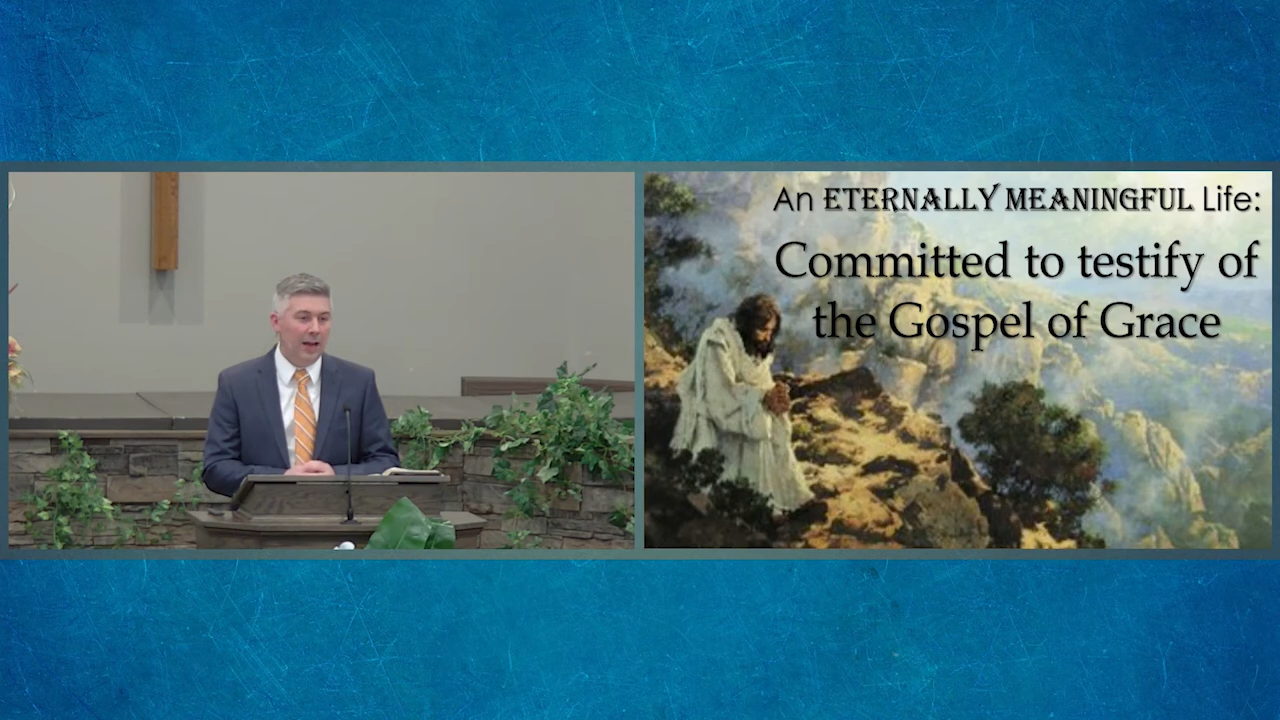 An ETERNALLY MEANINGFUL Life:
Committed to testify of
the Gospel of Grace